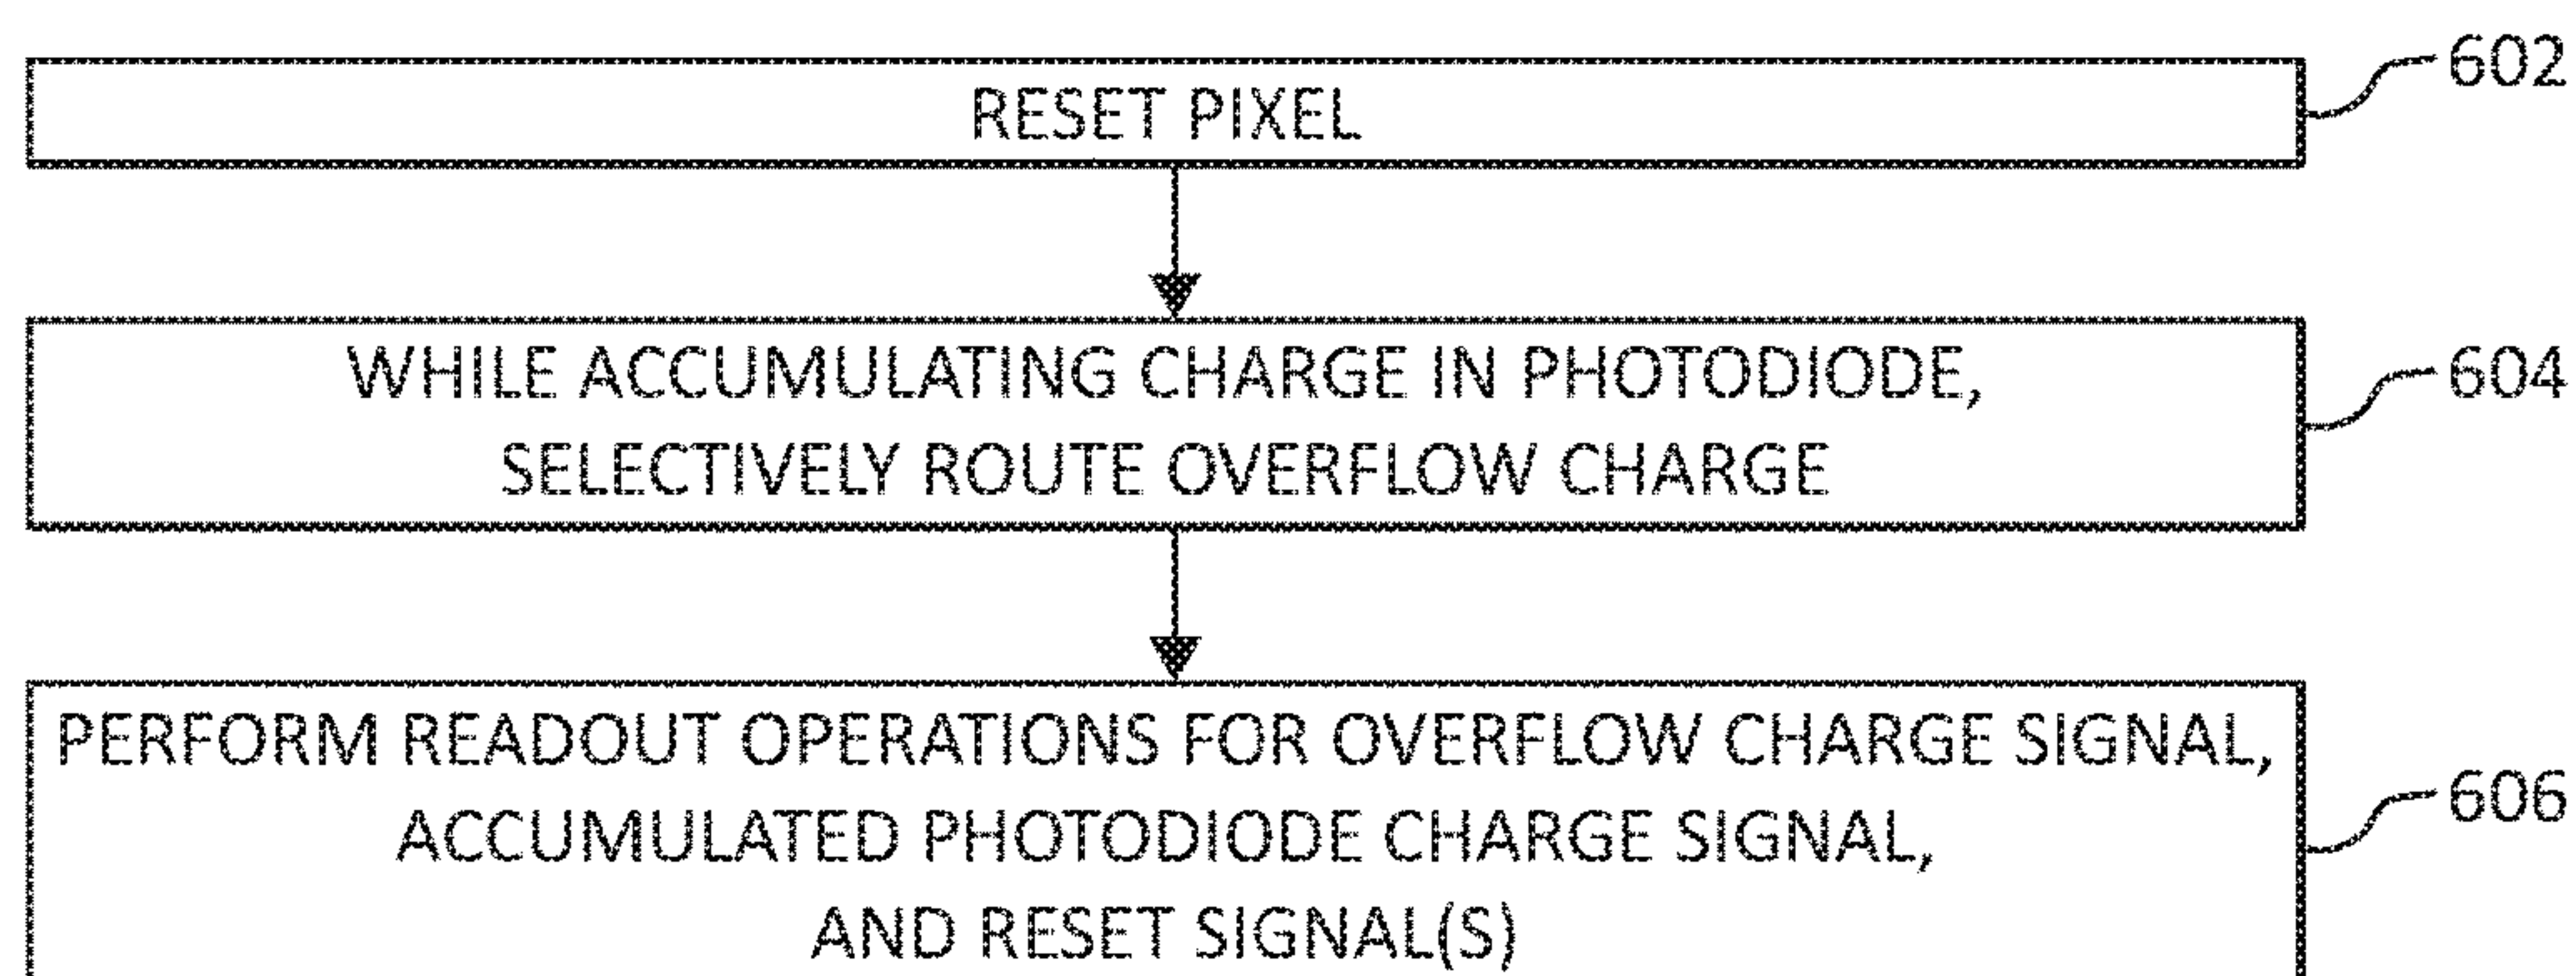 RESET PIXEL
602
WHILE ACCUMULATING CHARGE IN PHOTODIODE,
SELECTIVELY ROUTE OVERFLOW CHARGE
604
PERFORM READOUT OPERATIONS FOR OVERFLOW CHARGE SIGNAL,
ACCUMULATED PHOTODIODE CHARGE SIGNAL,
AND RESET SIGNAL(S)
606